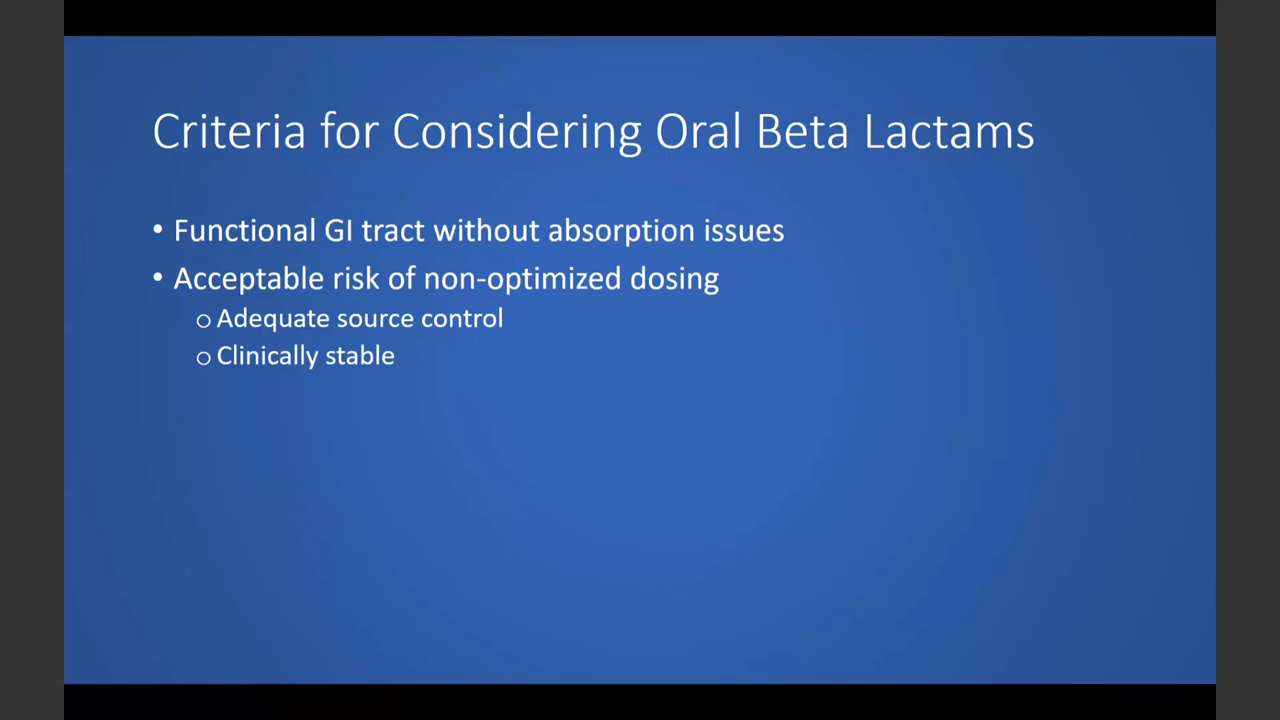 Criteria for Considering Oral Beta Lactams
• Functional GI tract without absorption issues
• Acceptable risk of non-optimized dosing
o Adequate source control
o Clinically stable